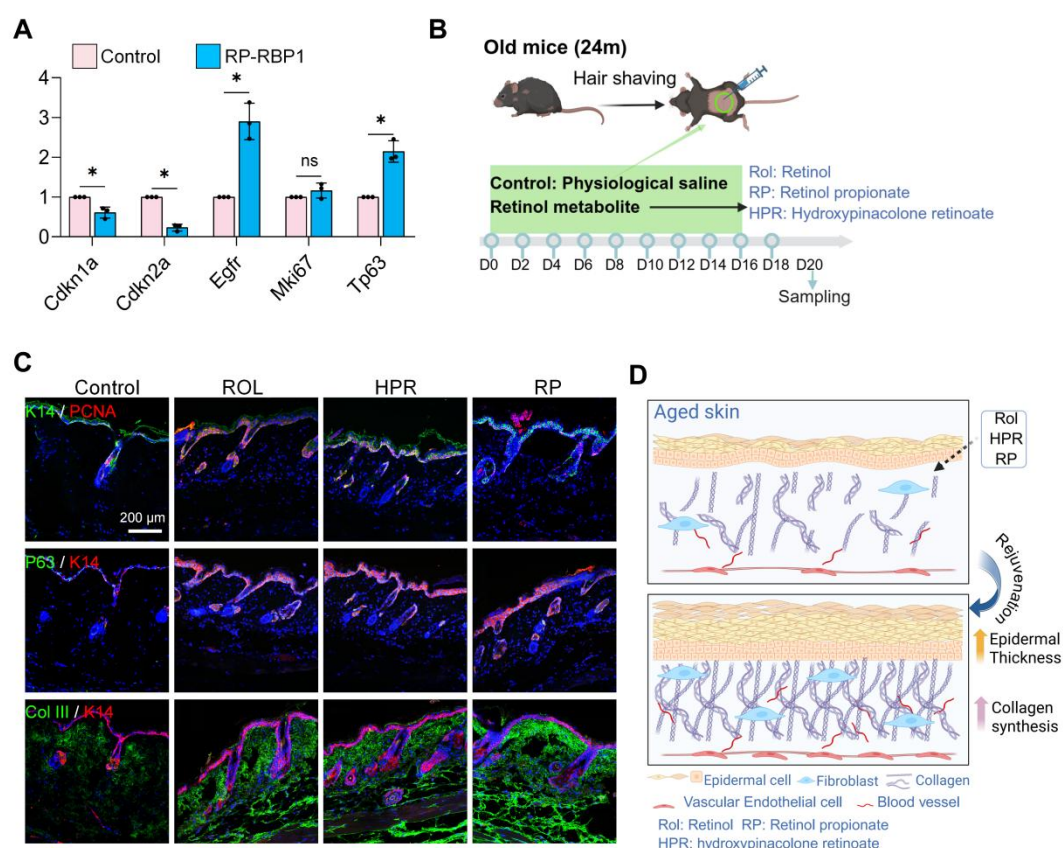 A
Control
RP-RBP1
4
3
2
1
0
*
*
*
ns
*
Cdkn1a
Cdkn2a
Egfr
Mki67
Tp63
B
Old mice (24m)
Hair shaving
Control: Physiological saline
Retinol metabolite
Rol: Retinol
RP: Retinol propionate
HPR: Hydroxypinacolone retinoate
D0 D2 D4 D6 D8 D10 D12 D14 D16 D18 D20
Sampling
C
Control ROL HPR RP
K14 / PCNA
200 μm
P63 / K14
Col III / K14
D
Aged skin
Rol
HPR
RP
Rejuvenation
Epidermal
Thickness
Collagen
synthesis
Epidermal cell Fibroblast Collagen
Vascular Endothelial cell Blood vessel
Rol: Retinol RP: Retinol propionate
HPR: hydroxypinacolone retinoate